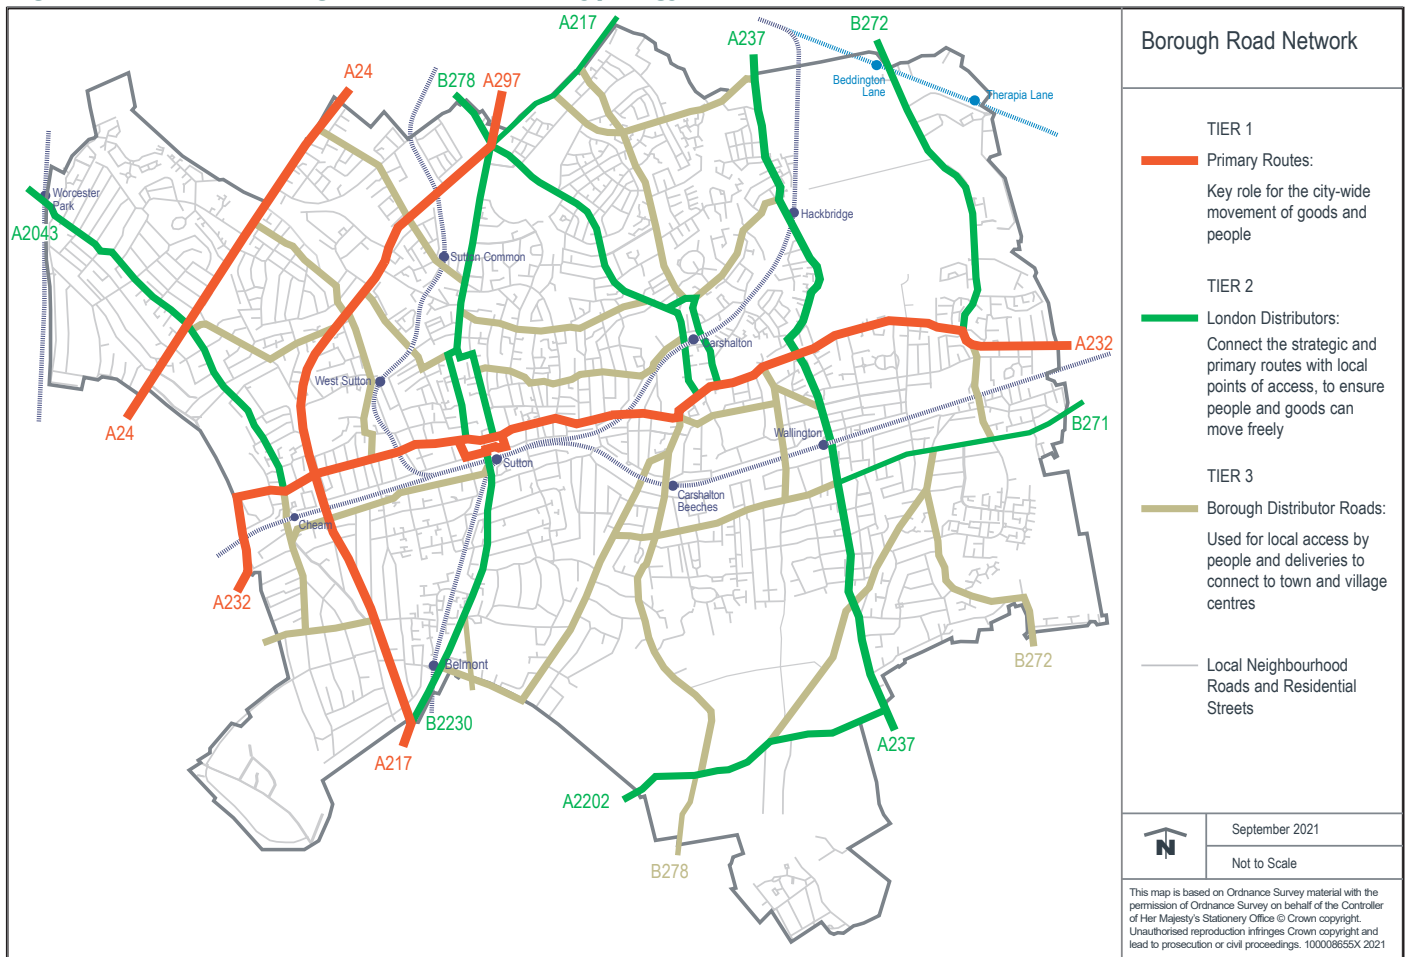 A217
A237
B272
A24
B278
A297
Beddington
Lane
Therapia Lane
Worcester
Park
A2043
Hackbridge
Sutton Common
Carshalton
A232
West Sutton
A24
B271
Wallington
Sutton
Carshalton
Beeches
Cheam
A232
B272
Belmont
B2230
A217
A237
A2202
B278
Borough Road Network
TIER 1
Primary Routes:
Key role for the city-wide
movement of goods and
people
TIER 2
London Distributors:
Connect the strategic and
primary routes with local
points of access, to ensure
people and goods can
move freely
TIER 3
Borough Distributor Roads:
Used for local access by
people and deliveries to
connect to town and village
centres
Local Neighbourhood
Roads and Residential
Streets
N
September 2021
Not to Scale
This map is based on Ordnance Survey material with the
permission of Ordnance Survey on behalf of the Controller
of Her Majesty's Stationery Office © Crown copyright.
Unauthorised reproduction infringes Crown copyright and
lead to prosecution or civil proceedings. 100008655X 2021